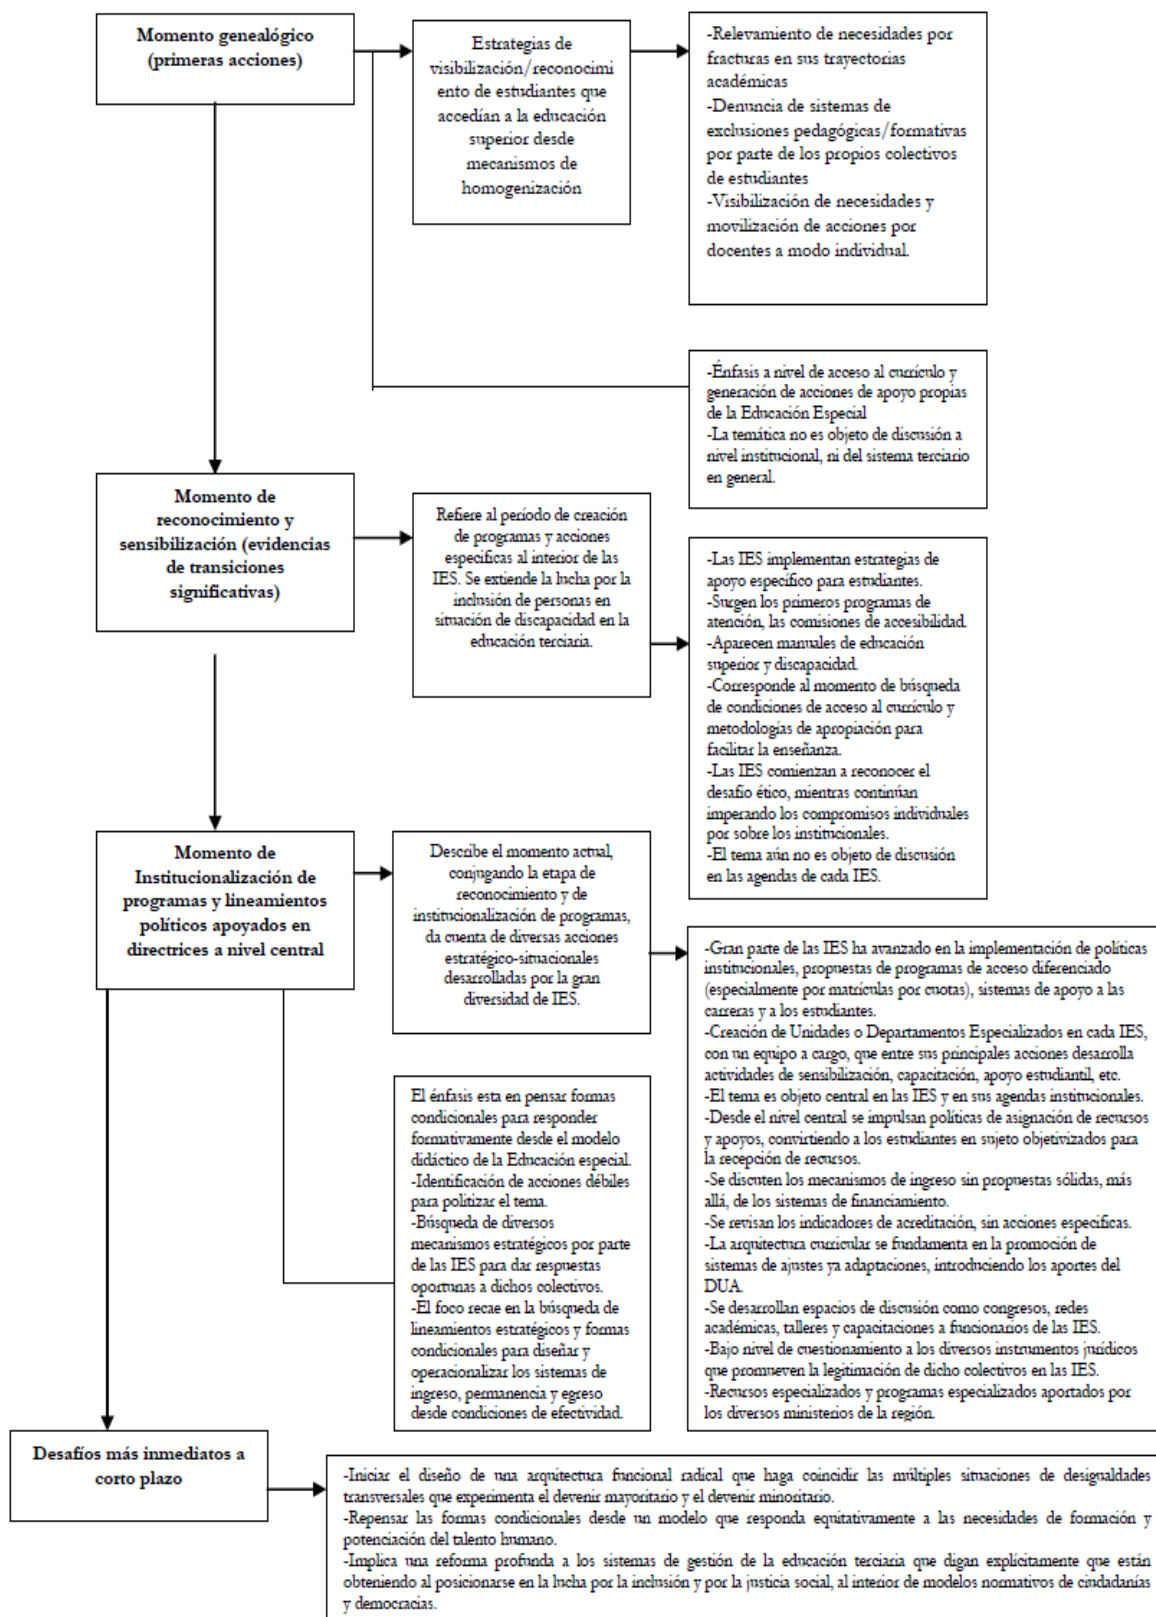 Momento genealógico
(primeras acciones)
Estrategias de
visibilización/reconocimi
ento de estudiantes que
accedían a la educación
superior desde
mecanismos de
homogenización
-Relevamiento de necesidades por
fracturas en sus trayectorias
académicas
-Denuncia de sistemas de
exclusiones pedagógicas/formativas
por parte de los propios colectivos
de estudiantes
-Visibilización de necesidades y
movilización de acciones por
docentes a modo individual.
-Énfasis a nivel de acceso al currículo y
generación de acciones de apoyo propias
de la Educación Especial
-La temática no es objeto de discusión a
nivel institucional, ni del sistema terciario
en general.
Momento de
reconocimiento y
sensibilización (evidencias
de transiciones
significativas)
Refiere al período de creación
de programas y acciones
especificas al interior de las
IES. Se extiende la lucha por la
inclusión de personas en
situación de discapacidad en la
educación terciaria.
-Las IES implementan estrategias de
apoyo específico para estudiantes.
-Surgen los primeros programas de
atención, las comisiones de accesibilidad.
-Aparecen manuales de educación
superior y discapacidad.
-Corresponde al momento de búsqueda
de condiciones de acceso al currículo y
metodologías de apropiación para
facilitar la enseñanza.
-Las IES comienzan a reconocer el
desafío ético, mientras continúan
imperando los compromisos individuales
por sobre los institucionales.
-El tema aún no es objeto de discusión
en las agendas de cada IES.
Momento de
Institucionalización de
programas y lineamientos
políticos apoyados en
directrices a nivel central
Describe el momento actual,
conjugando la etapa de
reconocimiento y de
institucionalización de programas,
da cuenta de diversas acciones
estratégico-situacionales
desarrolladas por la gran
diversidad de IES.
-Gran parte de las IES ha avanzado en la implementación de políticas
institucionales, propuestas de programas de acceso diferenciado
(especialmente por matrículas por cuotas), sistemas de apoyo a las
carreras y a los estudiantes.
-Creación de Unidades o Departamentos Especializados en cada IES,
con un equipo a cargo, que entre sus principales acciones desarrolla
actividades de sensibilización, capacitación, apoyo estudiantil, etc.
-El tema es objeto central en las IES y en sus agendas institucionales.
-Desde el nivel central se impulsan políticas de asignación de recursos
y apoyos, convirtiendo a los estudiantes en sujeto objetivizados para
la recepción de recursos.
-Se discuten los mecanismos de ingreso sin propuestas sólidas, más
allá, de los sistemas de financiamiento.
-Se revisan los indicadores de acreditación, sin acciones especificas.
-La arquitectura curricular se fundamenta en la promoción de
sistemas de ajustes ya adaptaciones, introduciendo los aportes del
DUA.
-Se desarrollan espacios de discusión como congresos, redes
académicas, talleres y capacitaciones a funcionarios de las IES.
-Bajo nivel de cuestionamiento a los diversos instrumentos jurídicos
que promueven la legitimación de dicho colectivos en las IES.
-Recursos especializados y programas especializados aportados por
los diversos ministerios de la región.
El énfasis esta en pensar formas
condicionales para responder
formativamente desde el modelo
didáctico de la Educación especial.
-Identificación de acciones débiles
para politizar el tema.
-Búsqueda de diversos
mecanismos estratégicos por parte
de las IES para dar respuestas
oportunas a dichos colectivos.
-El foco recae en la búsqueda de
lineamientos estratégicos y formas
condicionales para diseñar y
operacionalizar los sistemas de
ingreso, permanencia y egreso
desde condiciones de efectividad.
Desafíos más inmediatos a
corto plazo
-Iniciar el diseño de una arquitectura funcional radical que haga coincidir las múltiples situaciones de desigualdades
transversales que experimenta el devenir mayoritario y el devenir minoritario.
-Repensar las formas condicionales desde un modelo que responda equitativamente a las necesidades de formación y
potenciación del talento humano.
-Implica una reforma profunda a los sistemas de gestión de la educación terciaria que digan explícitamente que están
obteniendo al posicionarse en la lucha por la inclusión y por la justicia social, al interior de modelos normativos de ciudadanías
y democracias.